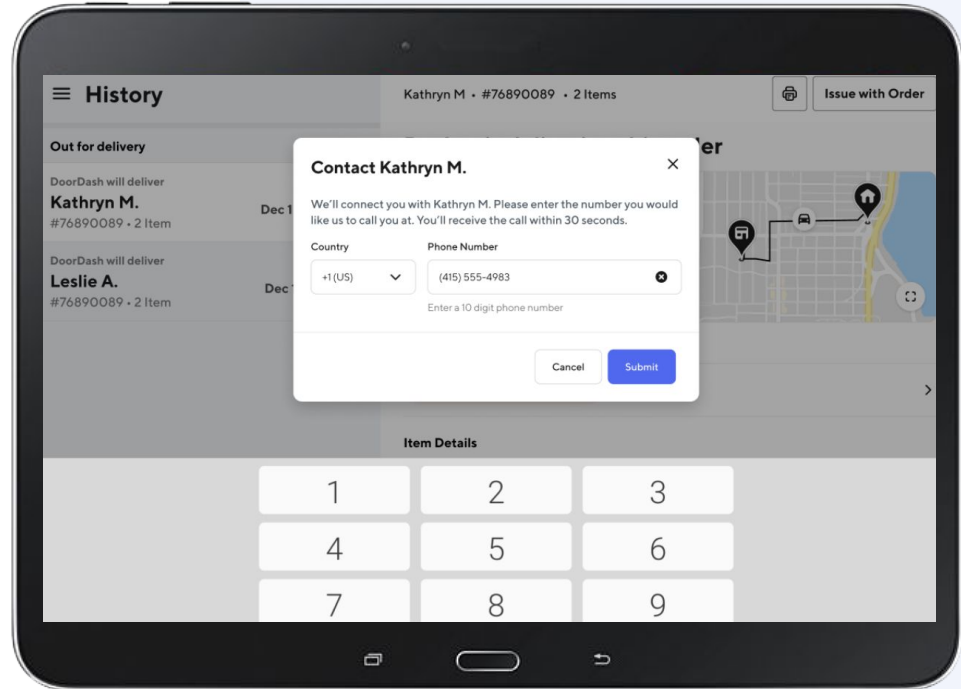 History
Kathryn M • #76890089 • 2 Items
Issue with Order
Out for delivery
DoorDash will deliver
Kathryn M.
Dec 1
#76890089 • 2 Item
DoorDash will deliver
Leslie A.
Dec
#76890089 • 2 Item
er
Contact Kathryn M.
We'll connect you with Kathryn M. Please enter the number you would
like us to call you at. You'll receive the call within 30 seconds.
Country
Phone Number
+1 (US)
(415) 555-4983
Enter a 10 digit phone number
Cancel
Submit
Item Details
1 2 3
4 5 6
7 8 9